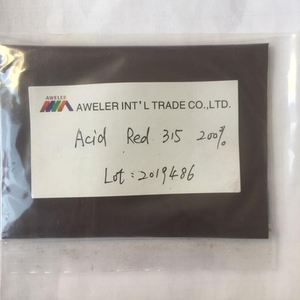 AWELER
AWELER INT'L TRADE CO.,LTD.
Acid Red 315 200%
Lot: 2019486